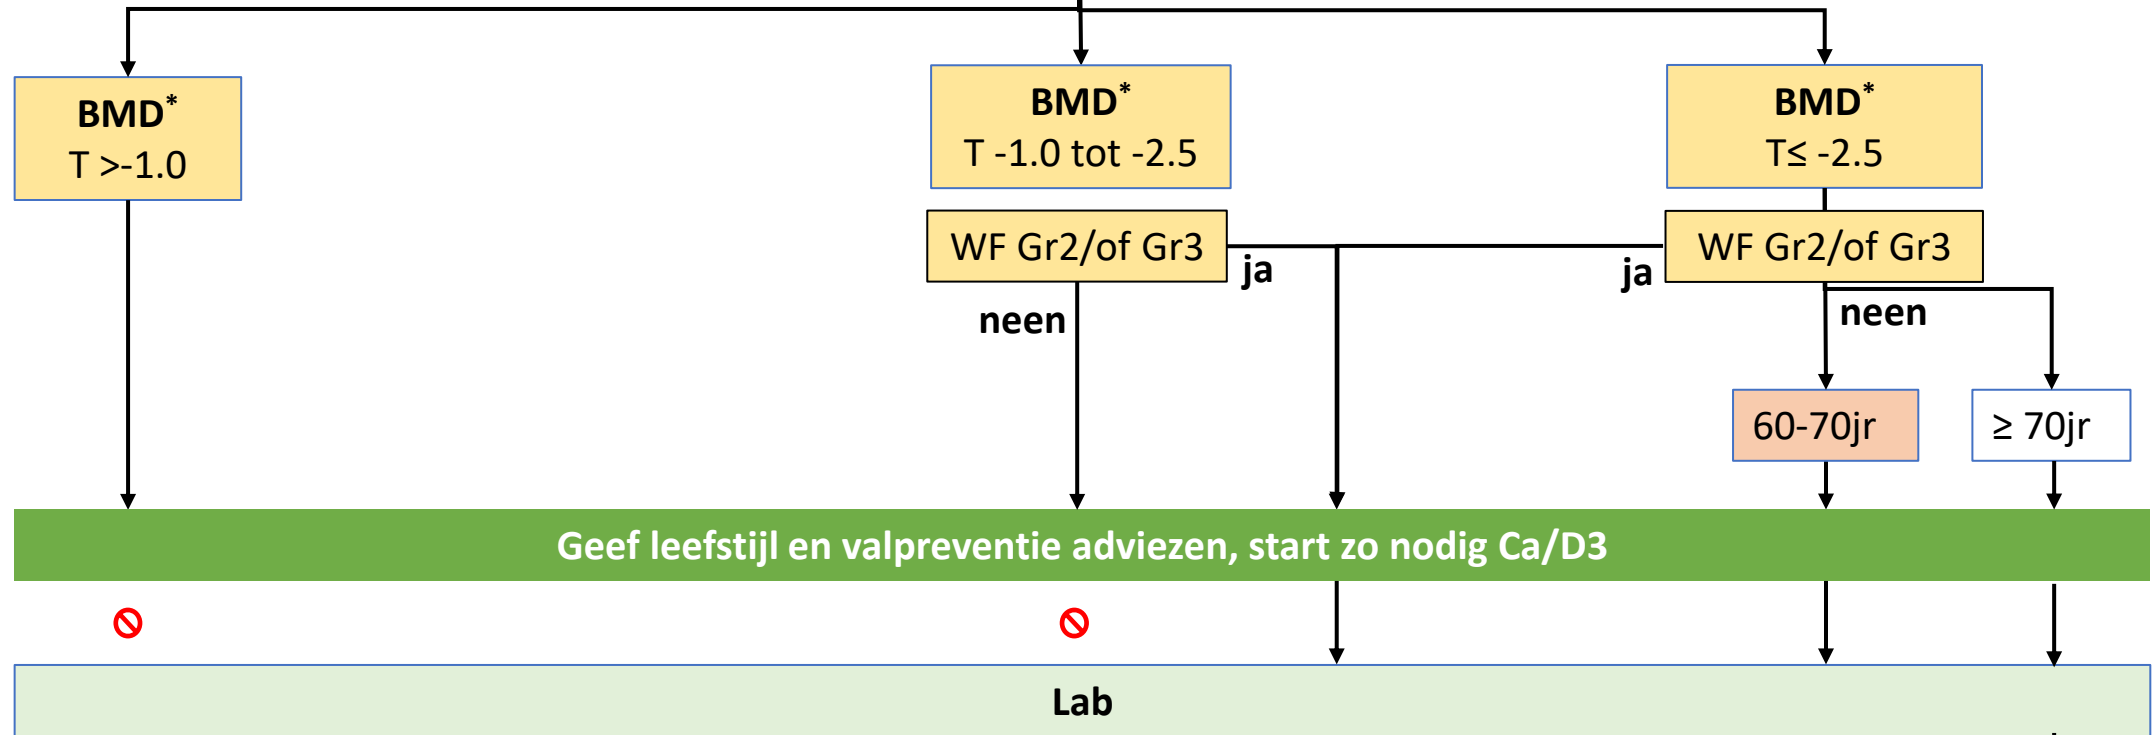 BMD*
T >-1.0
BMD*
T -1.0 tot -2.5
BMD*
T≤ -2.5
WF Gr2/of Gr3
ja
neen
ja
WF Gr2/of Gr3
neen
60-70jr
≥ 70jr
Geef leefstijl en valpreventie adviezen, start zo nodig Ca/D3
Lab